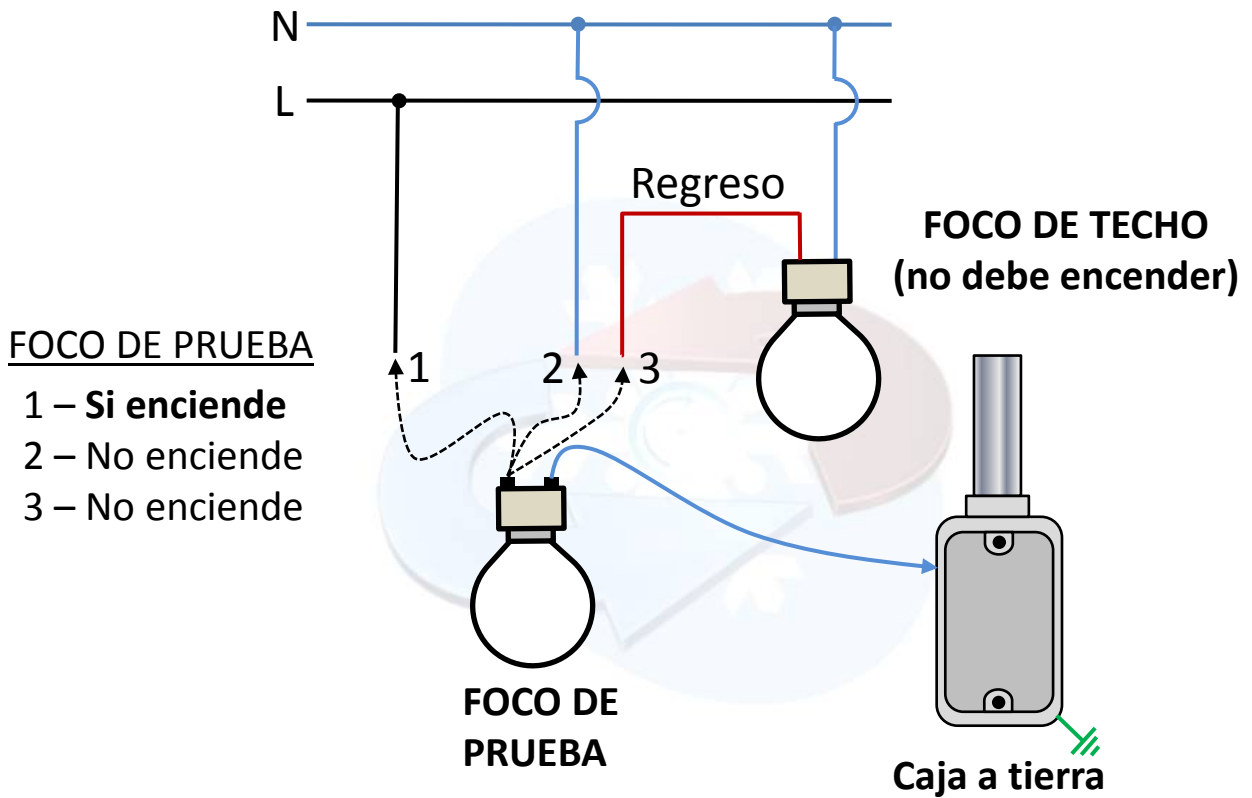 N
L
Regreso
FOCO DE TECHO
(no debe encender)
FOCO DE PRUEBA
1 – Si enciende
2 – No enciende
3 – No enciende
1
2
3
FOCO DE
PRUEBA
Caja a tierra